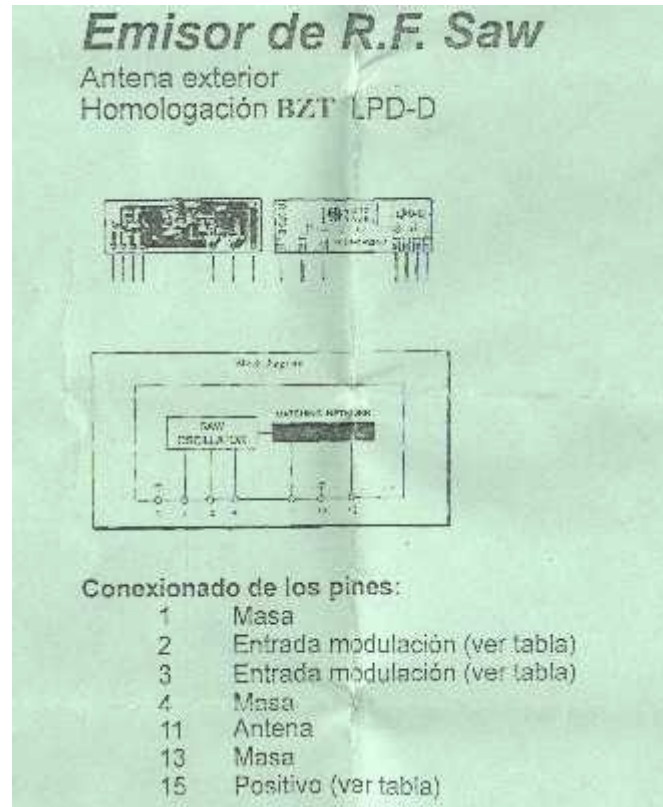 Emisor de R.F. Saw
Antena exterior
Homologación BZT LPD-D
SAW
OSCILLATOR
MATCHING NETWORK
Conexionado de los pines:
1 Masa
2 Entrada modulación (ver tabla)
3 Entrada modulación (ver tabla)
4 Masa
11 Antena
13 Masa
15 Positivo (ver tabla)